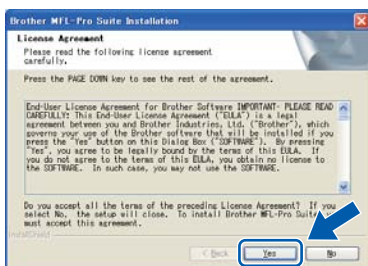 Brother MFL-Pro Suite Installation
License Agreement
Please read the following license agreement
carefully.
Press the PAGE DOWN key to see the rest of the agreement.
End-User License Agreement for Brother Software IMPORTANT- PLEASE READ
CAREFULLY: This End-User License Agreement ("EULA") is a legal
agreement between you and Brother Industries, Ltd. ("Brother"), which
governs your use of the Brother software that will be installed if you
press the "Yes" button on this Dialog Box ("SOFTWARE"). By pressing
"Yes", you agree to be legally bound by the terms of this EULA. If
you do not agree to the terms of this EULA, you obtain no license to
the SOFTWARE. In such case, you may not use the SOFTWARE.
Do you accept all the terms of the preceding License Agreement? If you
select No, the setup will close. To install Brother MFL-Pro Suite,
must accept this agreement.
InstallShield
< Back
Yes
No